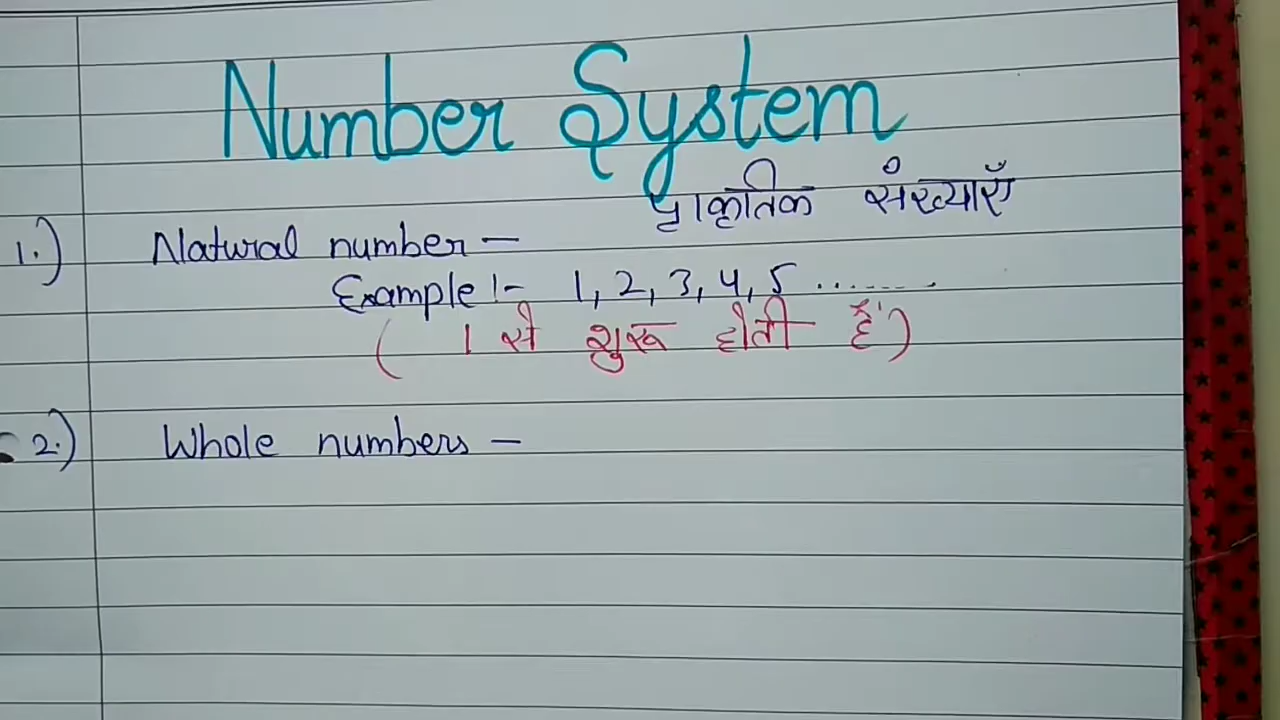 Number System
प्राकृतिक संख्याएँ
1.) Natural number —
Example :- 1, 2, 3, 4, 5 .......
( 1 से शुरू होती हैं )
2.) Whole numbers —